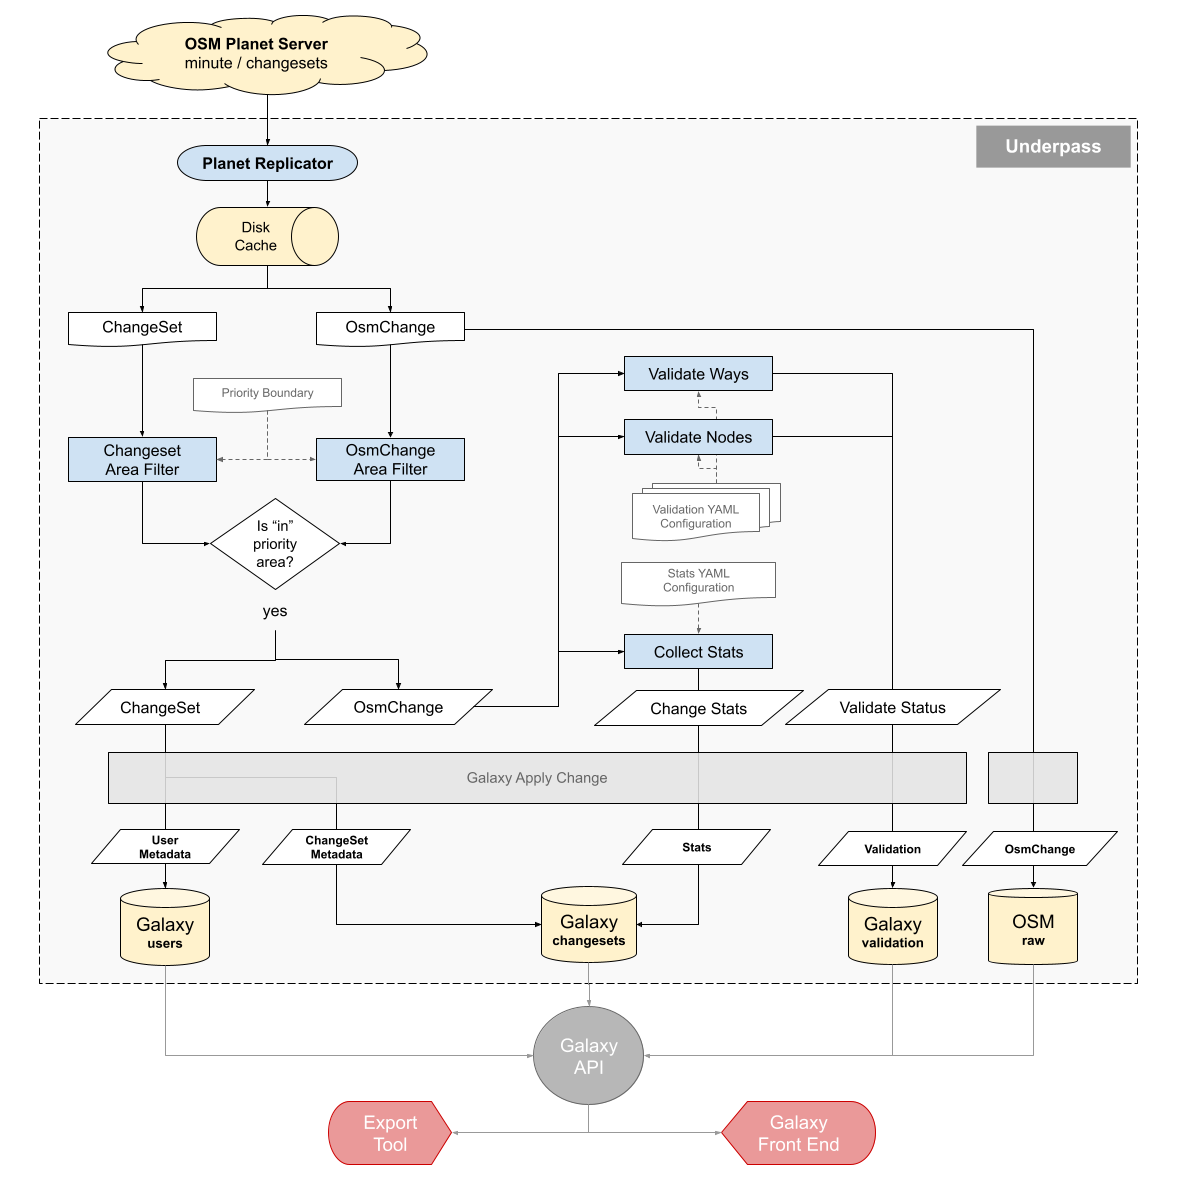 OSM Planet Server
minute / changesets
Underpass
Planet Replicator
Disk
Cache
ChangeSet
OsmChange
Priority Boundary
Validate Ways
Validate Nodes
Changeset
Area Filter
OsmChange
Area Filter
Validation YAML
Configuration
Is “in”
priority
area?
Stats YAML
Configuration
yes
Collect Stats
ChangeSet
OsmChange
Change Stats
Validate Status
Galaxy Apply Change
User
Metadata
ChangeSet
Metadata
Stats
Validation
OsmChange
Galaxy
users
Galaxy
changesets
Galaxy
validation
OSM
raw
Galaxy
API
Export
Tool
Galaxy
Front End